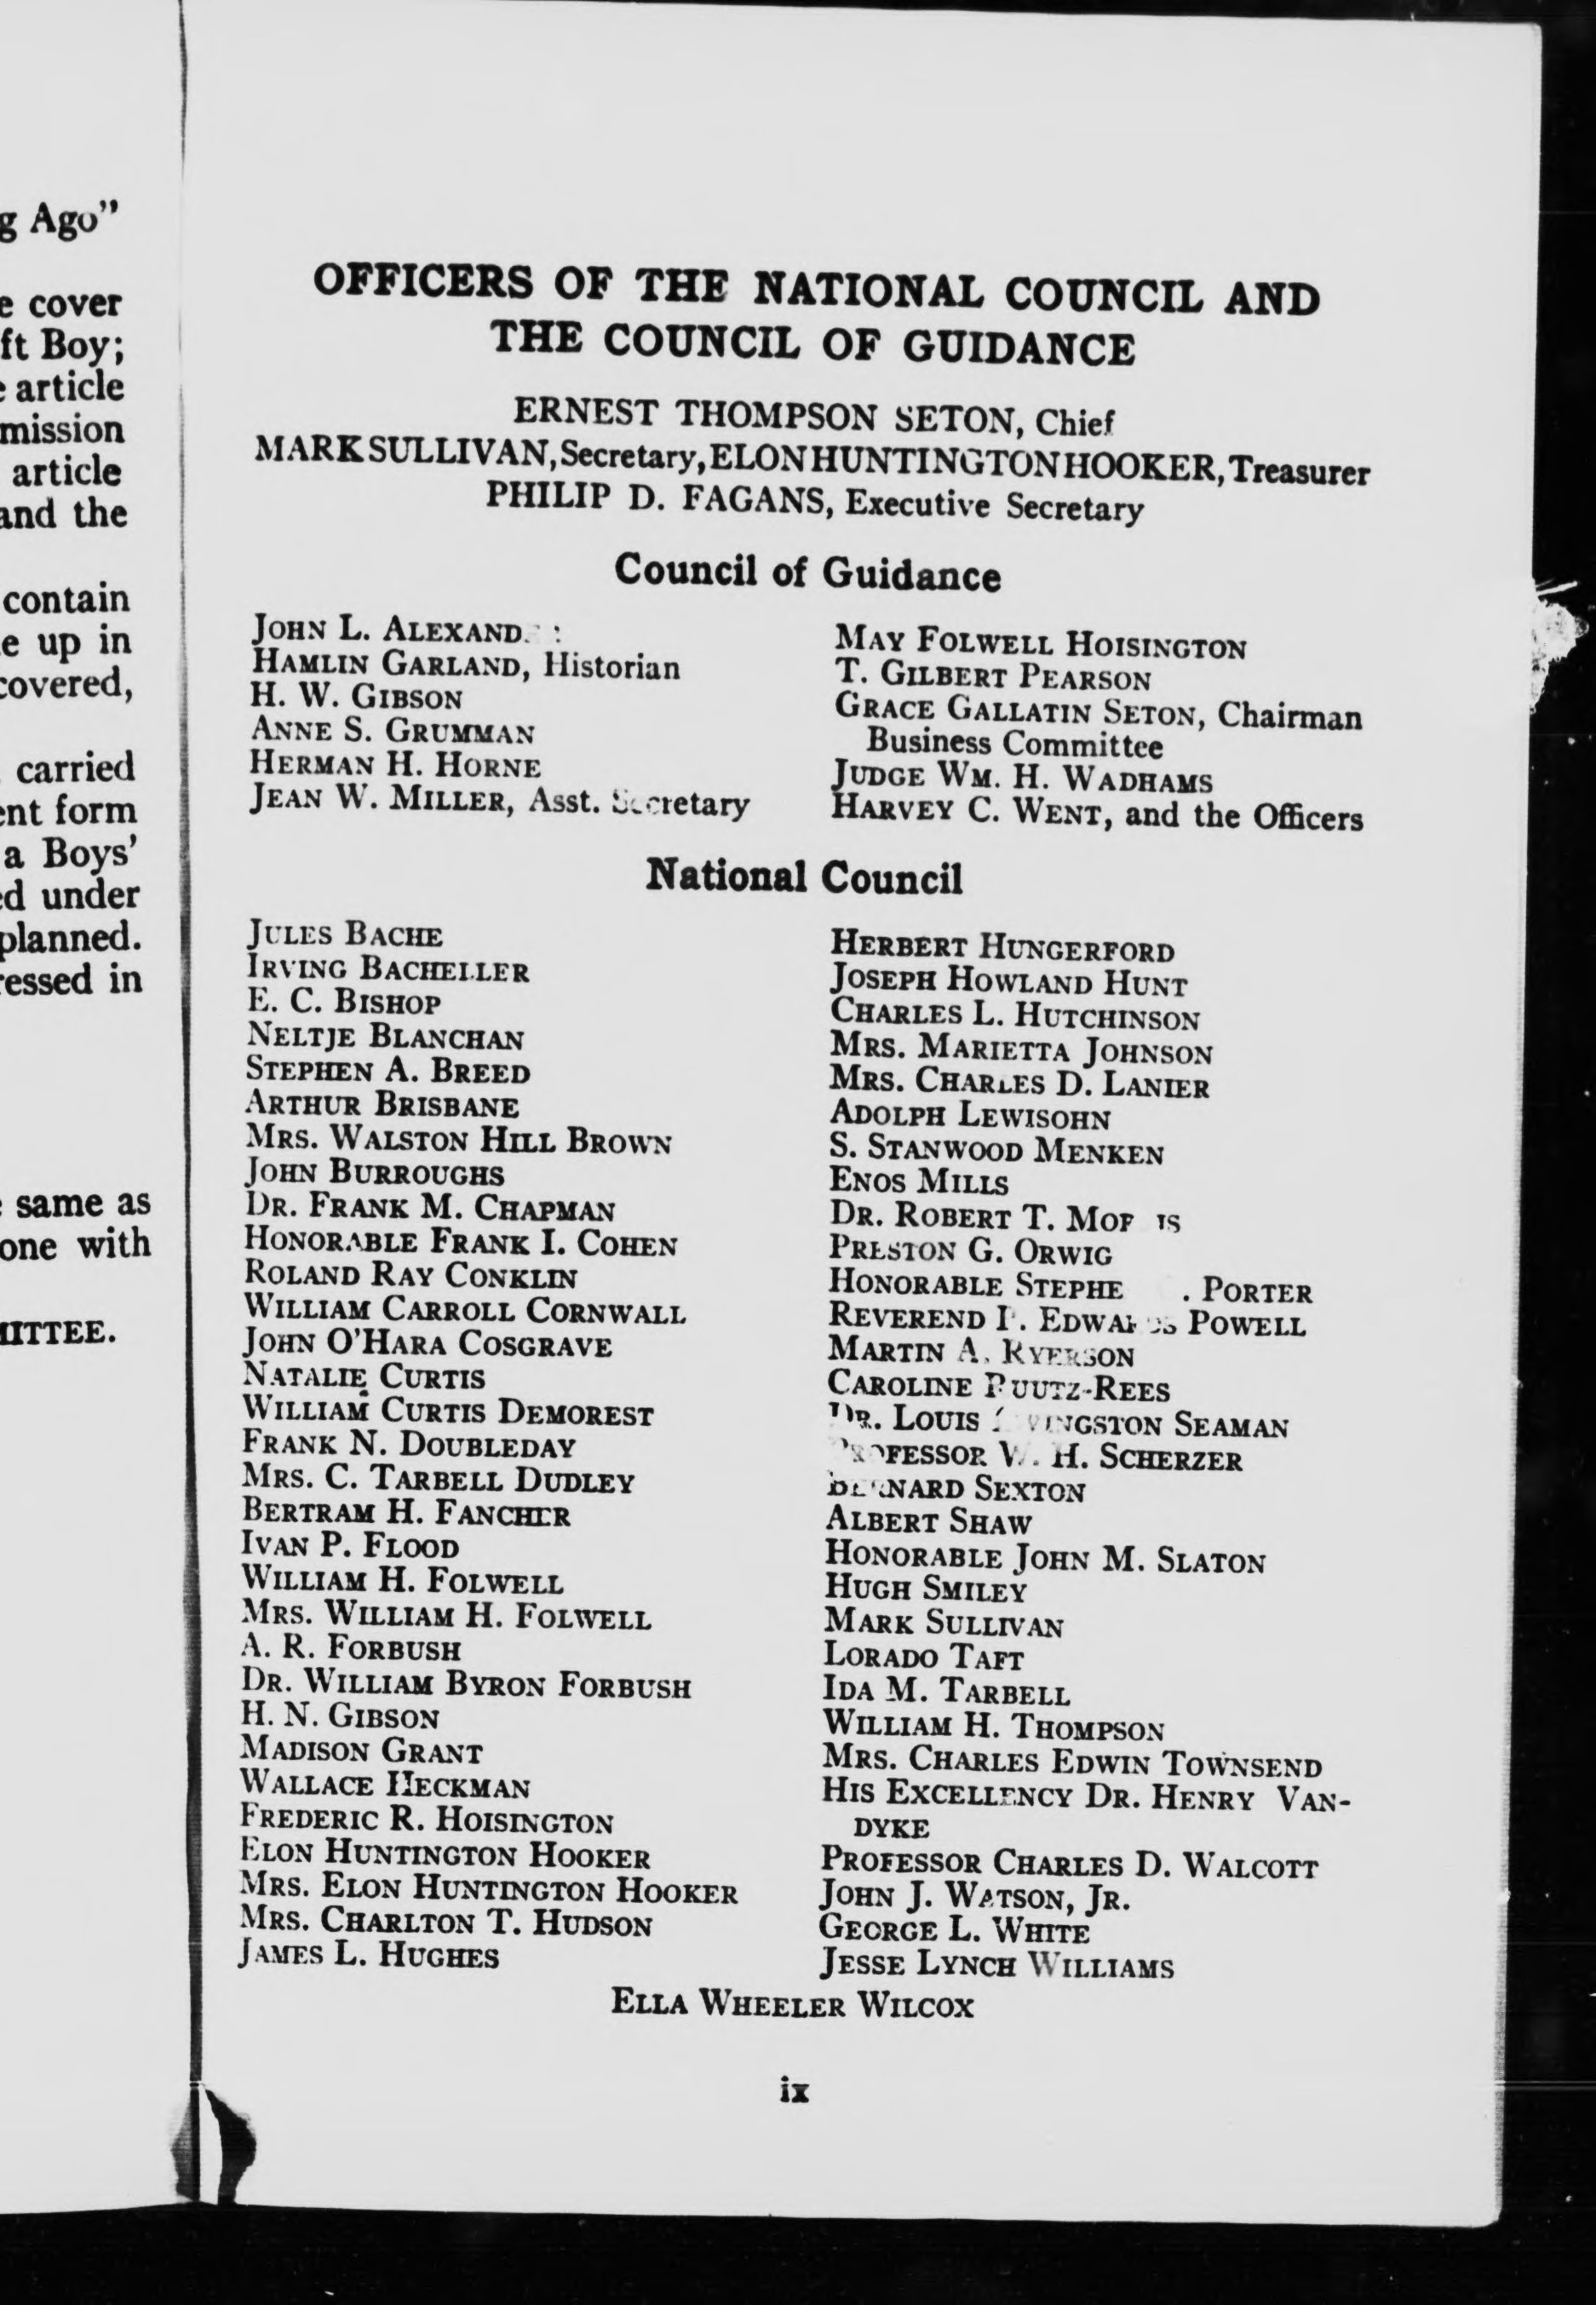 g Ago"
e cover
ft Boy;
article
mission
article
and the
contain
e up in
covered,
carried
ent form
a Boys'
ed under
planned.
ressed in
same as
one with
MITTEE.
OFFICERS OF THE NATIONAL COUNCIL AND
THE COUNCIL OF GUIDANCE
ERNEST THOMPSON SETON, Chief
MARK SULLIVAN, Secretary, ELON HUNTINGTON HOOKER, Treasurer
PHILIP D. FAGANS, Executive Secretary
Council of Guidance
JOHN L.
HAMLIN GARLAND, Historian
H. W. GIBSON
ANNE S. GRUMMAN
HERMAN H. HORNE
JEAN W. MILLER, Asst. Secretary
MAY FOLWELL HOISINGTON
T. GILBERT PEARSON
GRACE GALLATIN SETON, Chairman
Business Committee
JUDGE WM. H. WADHAMS
HARVEY C. WENT, and the Officers
National Council
JULES BACHE
IRVING BACHELLER
E. C. BISHOP
NELTJE BLANCHAN
STEPHEN A. BREED
ARTHUR BRISBANE
MRS. WALSTON HILL BROWN
JOHN BURROUGHS
DR. FRANK M. CHAPMAN
HONORABLE FRANK I. COHEN
ROLAND RAY CONKLIN
WILLIAM CARROLL CORNWALL
JOHN O'HARA COSGRAVE
NATALIE CURTIS
WILLIAM CURTIS DEMOREST
FRANK N. DOUBLEDAY
MRS. C. TARBELL DUDLEY
BERTRAM H. FANCHER
IVAN P. FLOOD
WILLIAM H. FOLWELL
MRS. WILLIAM H. FOLWELL
A. R. FORBUSH
DR. WILLIAM BYRON FORBUSH
H. N. GIBSON
MADISON GRANT
WALLACE HECKMAN
FREDERIC R. HOISINGTON
ELON HUNTINGTON HOOKER
MRS. ELON HUNTINGTON HOOKER
MRS. CHARLTON T. HUDSON
JAMES L. HUGHES
HERBERT HUNGERFORD
JOSEPH HOWLAND HUNT
CHARLES L. HUTCHINSON
MRS. MARIETTA JOHNSON
MRS. CHARLES D. LANIER
ADOLPH LEWISOHN
S. STANWOOD MENKEN
ENOS MILLS
DR. ROBERT T.
PRESTON G. ORWIG
HONORABLE PORTER
REVEREND EDWARDS POWELL
MARTIN A. RYERSON
CAROLINE RUUTZ-REES
DR. LOUIS LIVINGSTON SEAMAN
PROFESSOR W. H. SCHERZER
BERNARD SEXTON
ALBERT SHAW
HONORABLE JOHN M. SLATON
HUGH SMILEY
MARK SULLIVAN
LORADO TAFT
IDA M. TARBELL
WILLIAM H. THOMPSON
MRS. CHARLES EDWIN TOWNSEND
HIS EXCELLENCY DR. HENRY VAN-
DYKE
PROFESSOR CHARLES D. WALCOTT
JOHN J. WATSON, JR.
GEORGE L. WHITE
JESSE LYNCH WILLIAMS
ELLA WHEELER WILCOX
ix